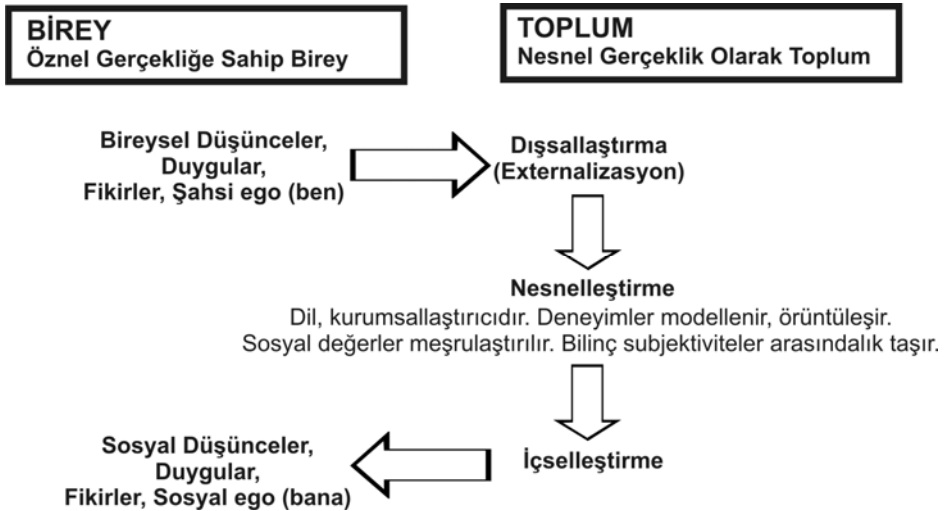 BİREY
Öznel Gerçekliğe Sahip Birey
TOPLUM
Nesnel Gerçeklik Olarak Toplum
Bireysel Düşünceler,
Duygular,
Fikirler, Şahsi ego (ben)
Dışsallaştırma
(Externalizasyon)
Nesnelleştirme
Dil, kurumsallaştırıcıdır. Deneyimler modellenir, örüntüleşir.
Sosyal değerler meşrulaştırılır. Bilinç subjektiviteler arasındalık taşır.
İçselleştirme
Sosyal Düşünceler,
Duygular,
Fikirler, Sosyal ego (bana)